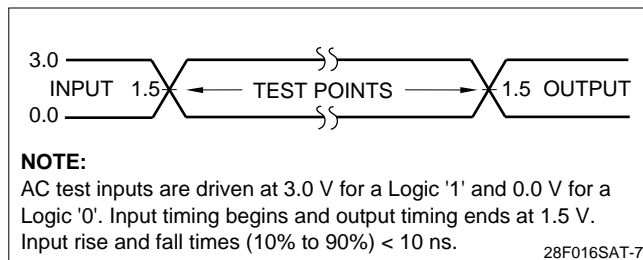 3.0
INPUT 1.5 TEST POINTS 1.5 OUTPUT
0.0
NOTE:
AC test inputs are driven at 3.0 V for a Logic '1' and 0.0 V for a
Logic '0'. Input timing begins and output timing ends at 1.5 V.
Input rise and fall times (10% to 90%) < 10 ns.
28F016SAT-7